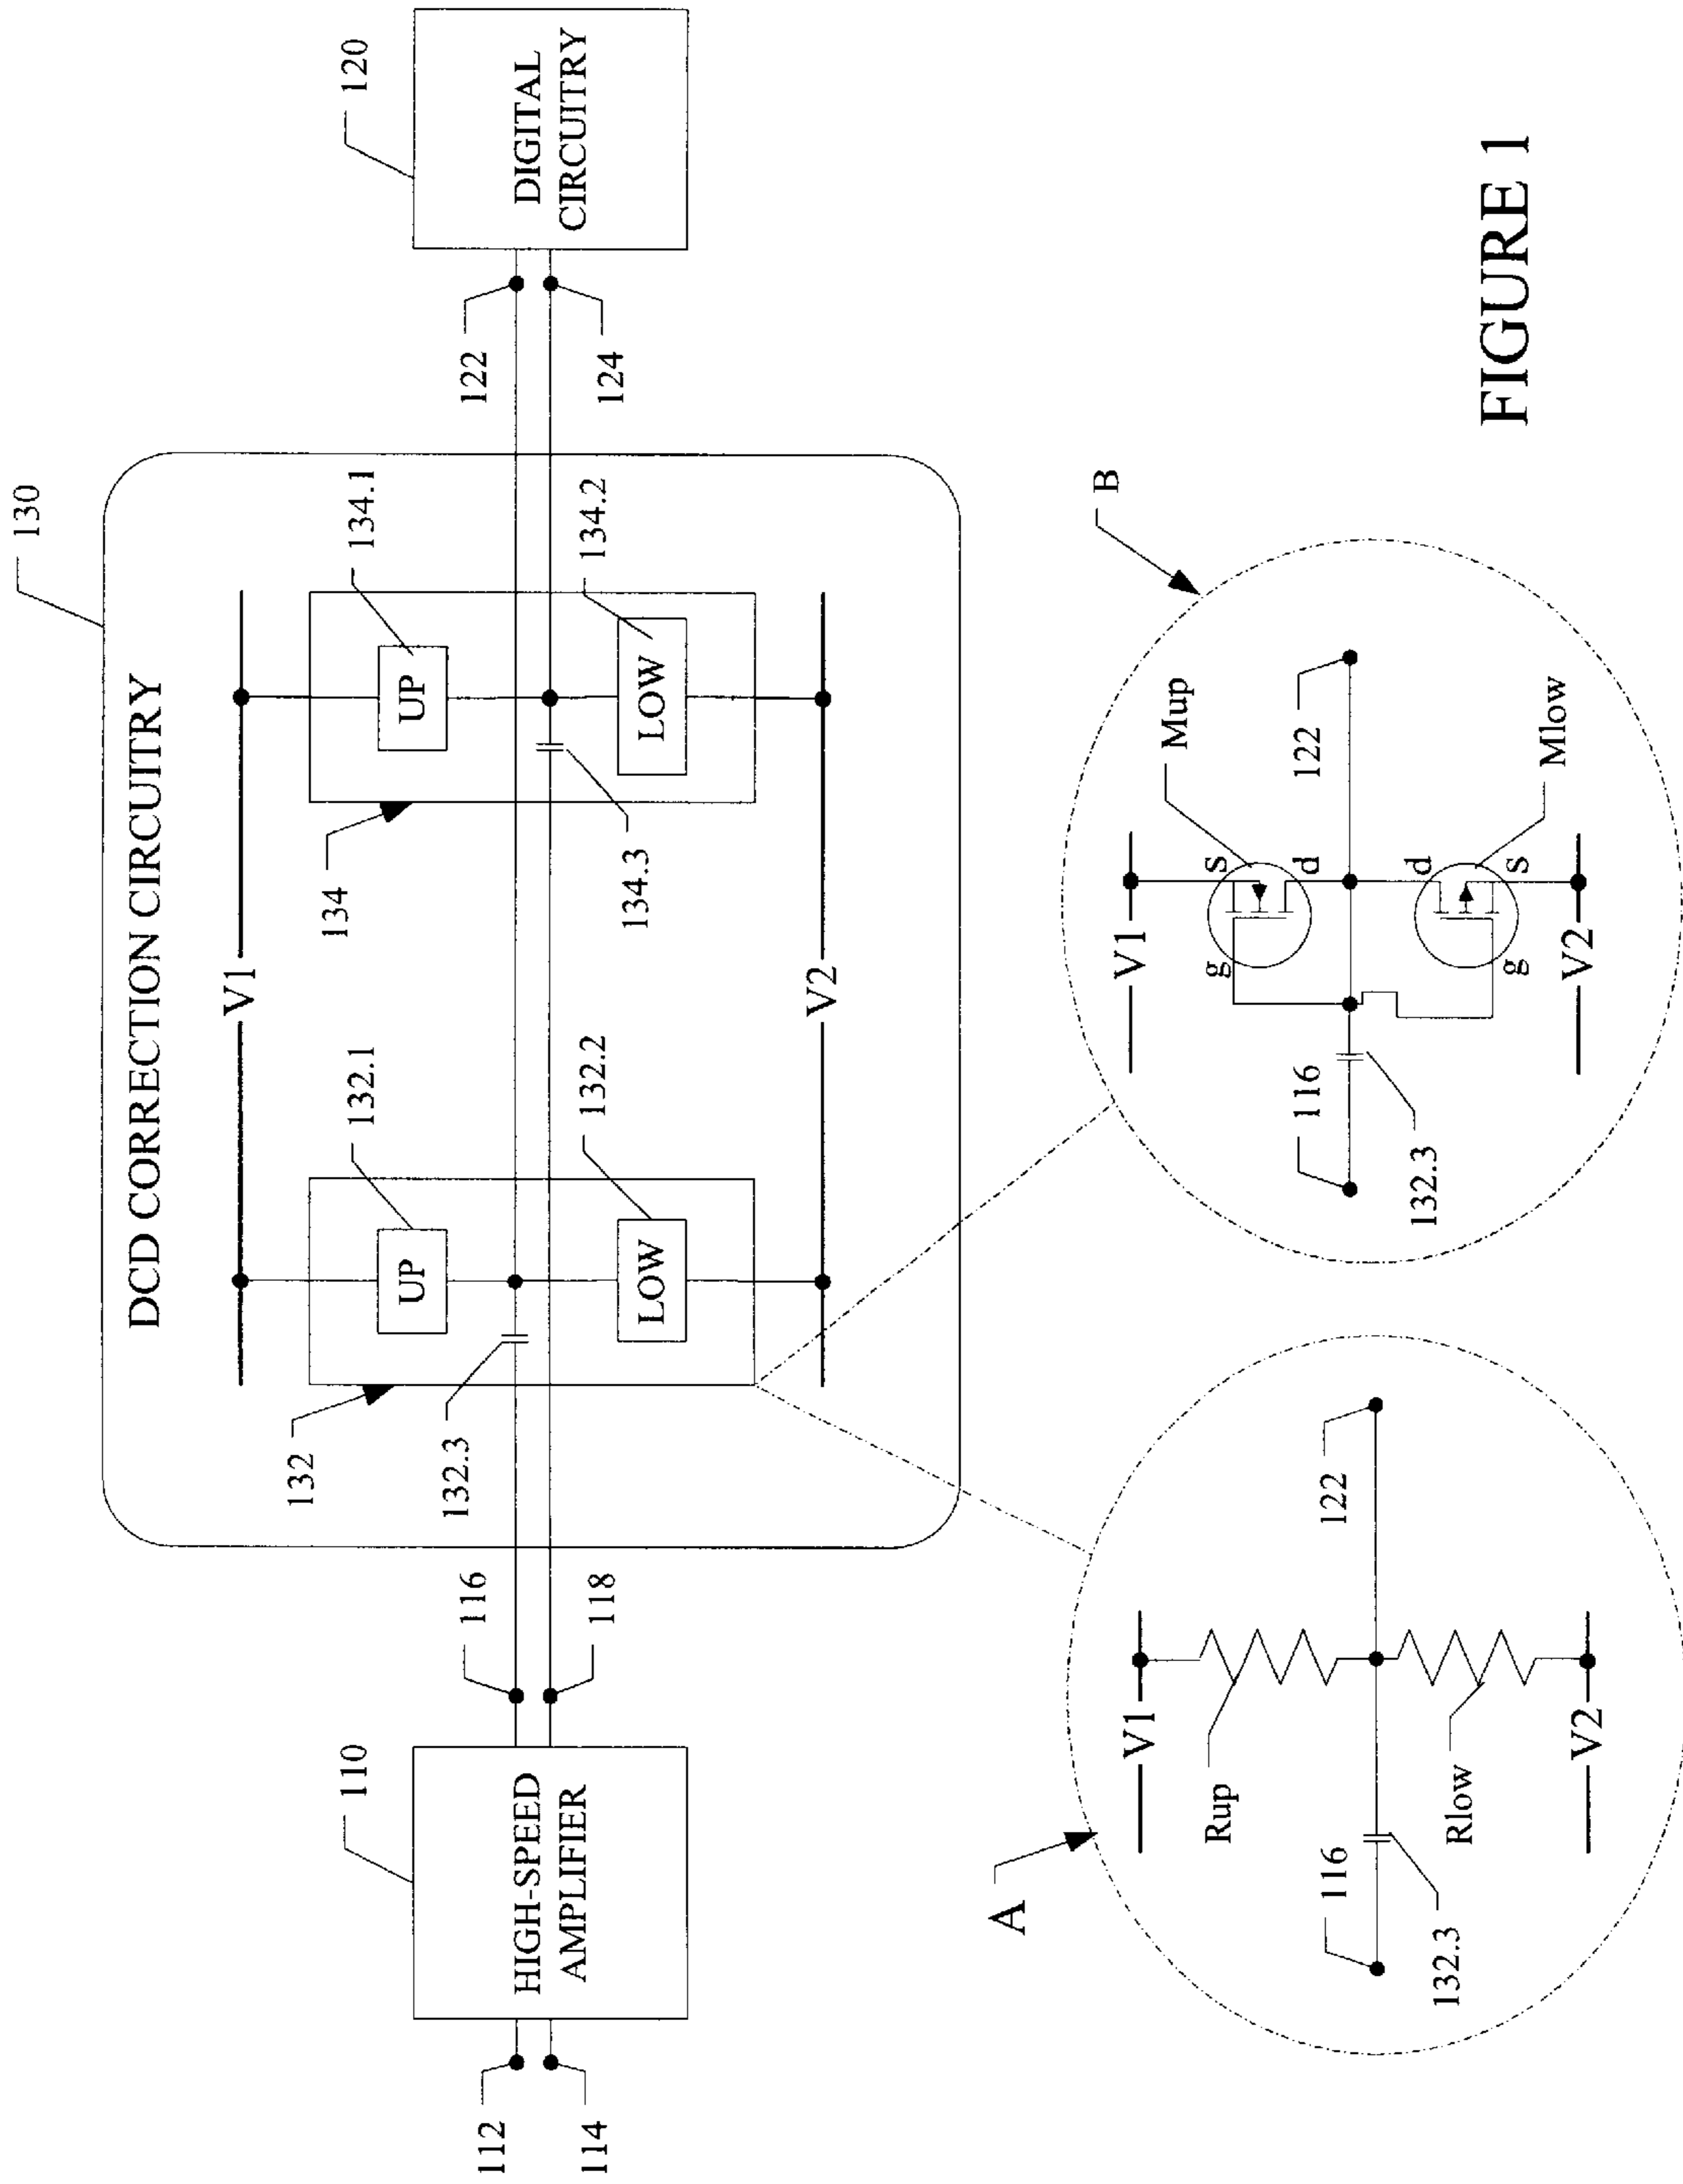 130
DCD CORRECTION CIRCUITRY
V1
132.1
134.1
UP
UP
110
120
132
116
122
134
HIGH-SPEED
AMPLIFIER
DIGITAL
CIRCUITRY
112
114
118
124
132.3
132.2
134.3
134.2
LOW
LOW
V2
A
V1
Rup
116
122
132.3
Rlow
V2
B
V1
Mup
s
g
d
116
122
132.3
d
g
s
Mlow
V2
FIGURE 1